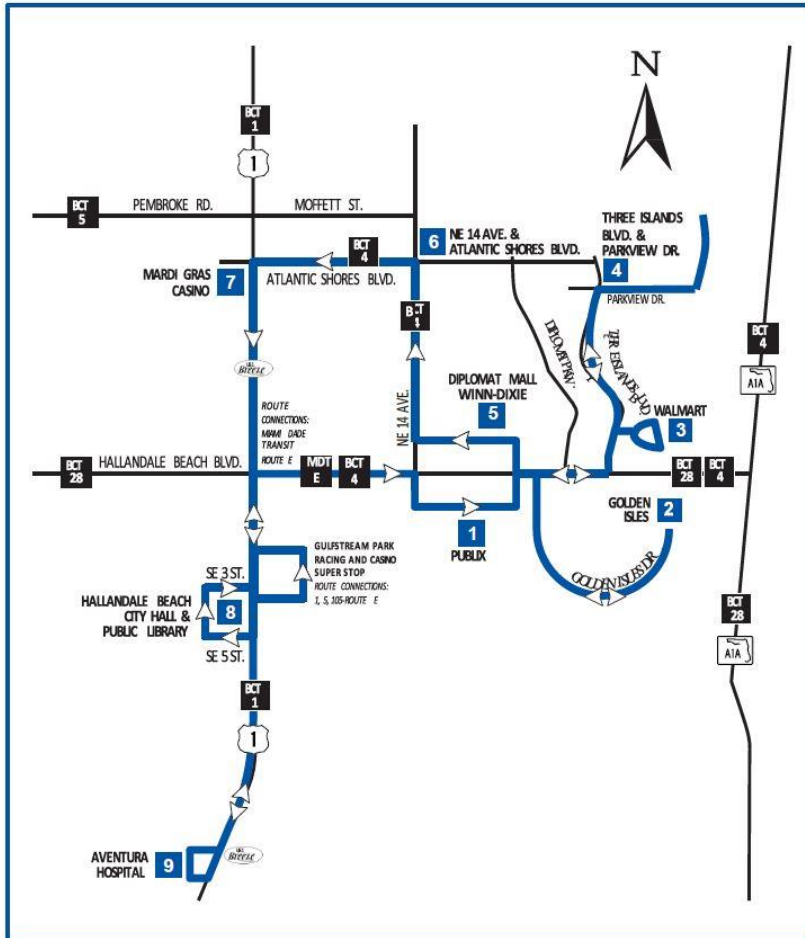 N
BCT
1
1
BCT
5
PEMBROKE RD.
MOFFETT ST.
THREE ISLANDS
BLVD. &
PARKVIEW DR.
4
PARKVIEW DR.
6
NE 14 AVE. &
ATLANTIC SHORES BLVD.
BCT
4
ATLANTIC SHORES BLVD.
MARDI GRAS
CASINO
7
BCT
4
NE 14 AVE.
BCT
4
A1A
Breeze
DIPLOMAT MALL
WINN-DIXIE
5
WALMART
3
ROUTE
CONNECTIONS:
MIAMI DADE
TRANSIT
ROUTE E
BCT
28
HALLANDALE BEACH BLVD.
MDT
E
BCT
4
BCT
28
BCT
4
GOLDEN
ISLES
2
1
PUBLIX
GOLDEN ISLES DR.
GULFSTREAM PARK
RACING AND CASINO
SUPER STOP
ROUTE CONNECTIONS:
1, 5, 105-ROUTE E
SE 3 ST.
HALLANDALE BEACH
CITY HALL &
PUBLIC LIBRARY
8
SE 5 ST.
BCT
28
A1A
BCT
1
1
AVENTURA
HOSPITAL
9
Breeze